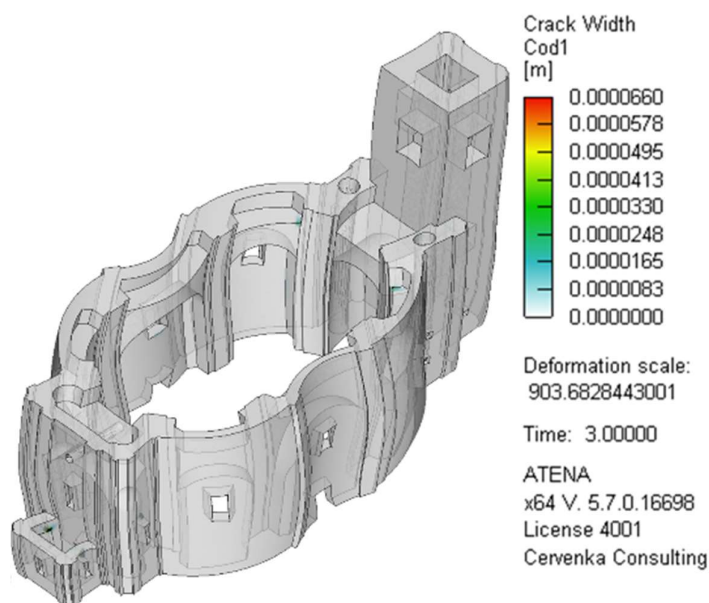 Crack Width
Cod1
[m]
0.0000660
0.0000578
0.0000495
0.0000413
0.0000330
0.0000248
0.0000165
0.0000083
0.0000000
Deformation scale:
903.6828443001
Time: 3.00000
ATENA
x64 V. 5.7.0.16698
License 4001
Cervenka Consulting